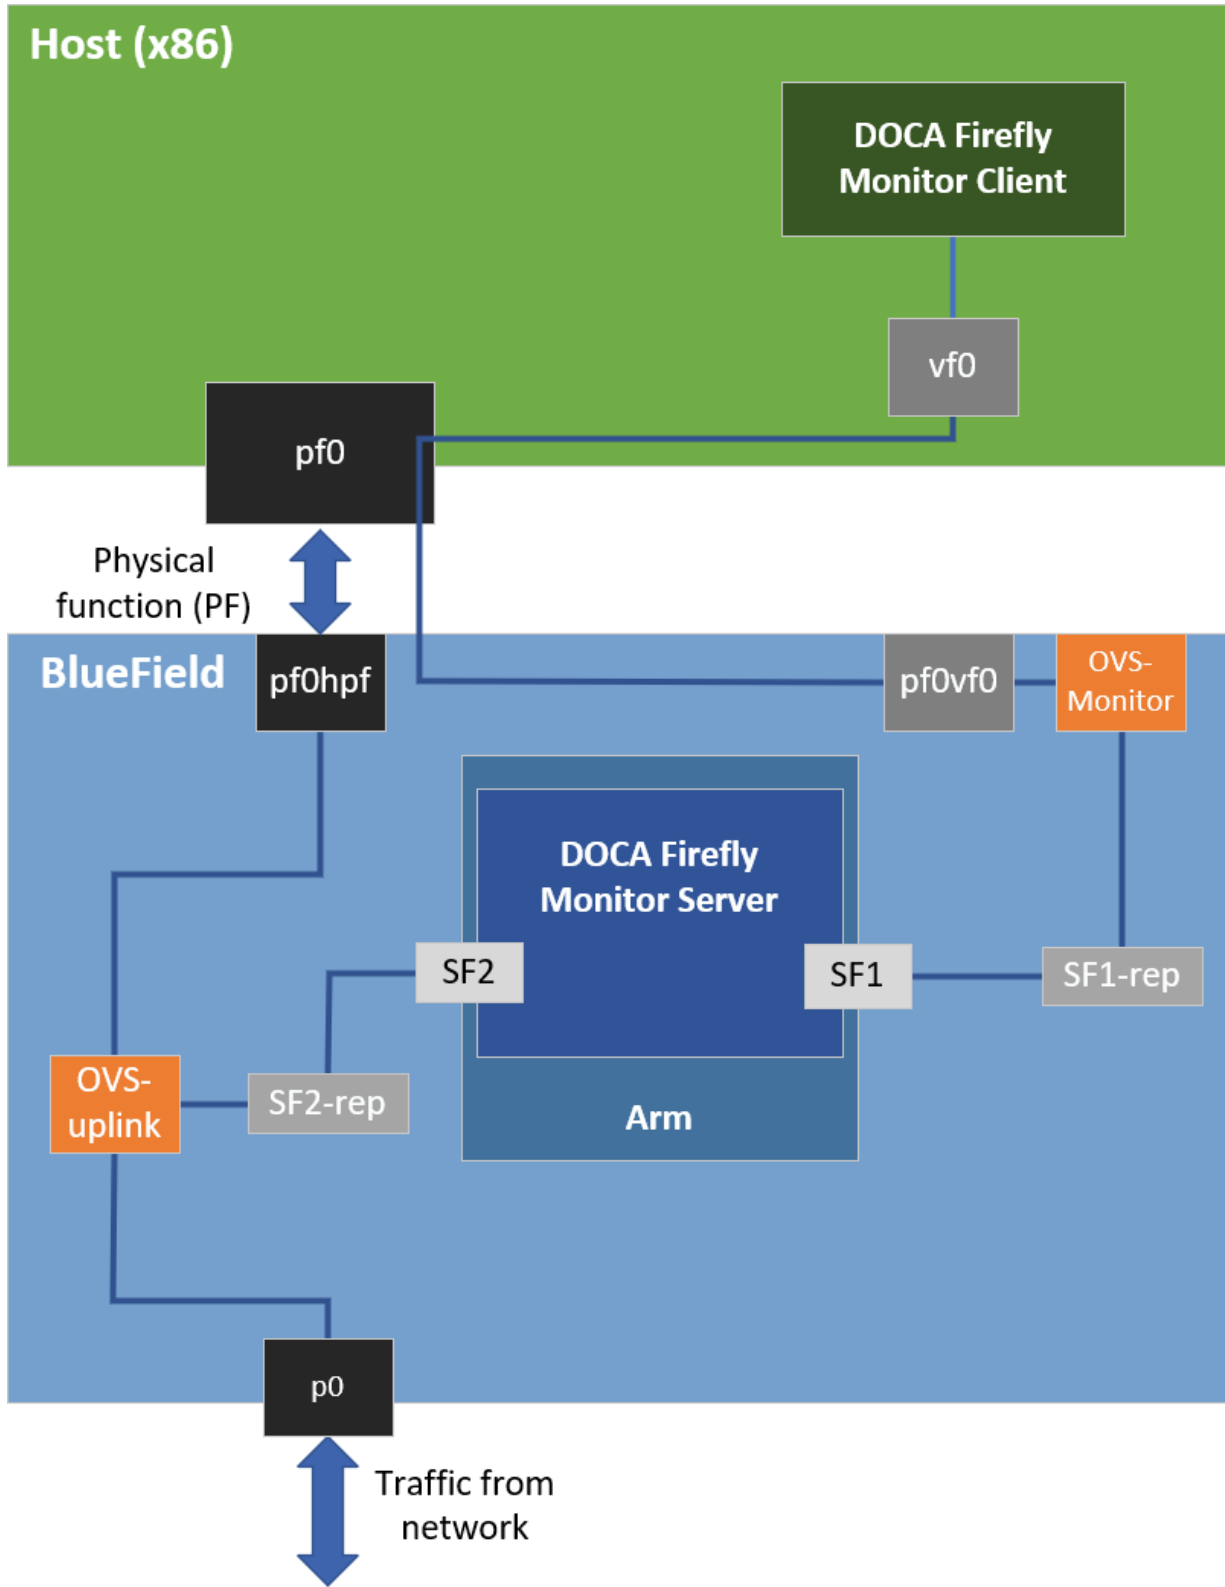 Host (x86)
DOCA Firefly
Monitor Client
vf0
pf0
Physical
function (PF)
BlueField
pf0hpf
pf0vf0
OVS-
Monitor
DOCA Firefly
Monitor Server
SF2
SF1
SF1-rep
OVS-
uplink
SF2-rep
Arm
p0
Traffic from
network